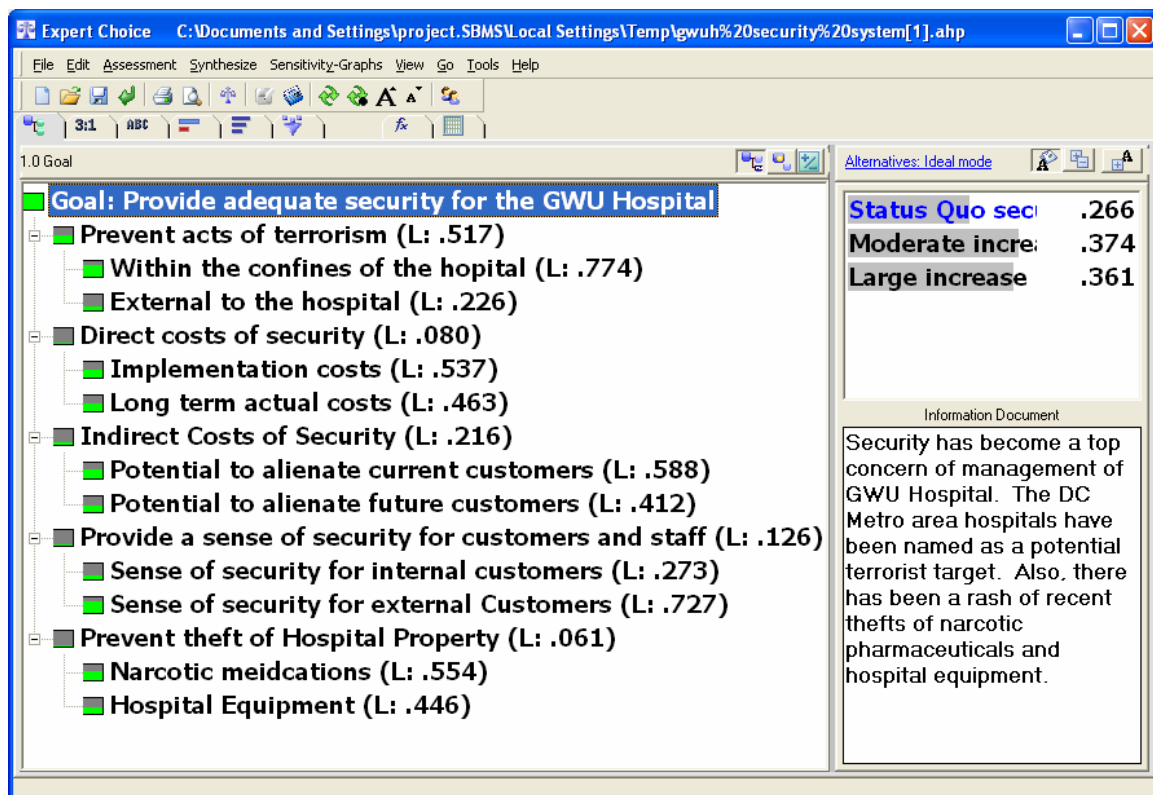 Expert Choice C:\Documents and Settings\project.SBMS\Local Settings\Temp\gwuh%20security%20system[1].ahp
File Edit Assessment Synthesize Sensitivity-Graphs View Go Tools Help
3:1 ABC fx
1.0 Goal
Goal: Provide adequate security for the GWU Hospital
Prevent acts of terrorism (L: .517)
Within the confines of the hopital (L: .774)
External to the hospital (L: .226)
Direct costs of security (L: .080)
Implementation costs (L: .537)
Long term actual costs (L: .463)
Indirect Costs of Security (L: .216)
Potential to alienate current customers (L: .588)
Potential to alienate future customers (L: .412)
Provide a sense of security for customers and staff (L: .126)
Sense of security for internal customers (L: .273)
Sense of security for external Customers (L: .727)
Prevent theft of Hospital Property (L: .061)
Narcotic meidcations (L: .554)
Hospital Equipment (L: .446)
Alternatives: Ideal mode
Status Quo secu .266
Moderate increa .374
Large increase .361
Information Document
Security has become a top
concern of management of
GWU Hospital. The DC
Metro area hospitals have
been named as a potential
terrorist target. Also, there
has been a rash of recent
thefts of narcotic
pharmaceuticals and
hospital equipment.